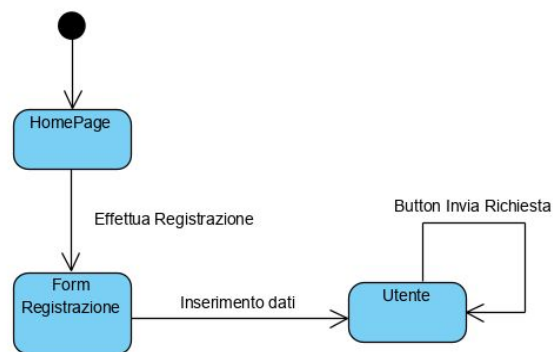 HomePage
Effettua Registrazione
Form
Registrazione
Inserimento dati
Button Invia Richiesta
Utente